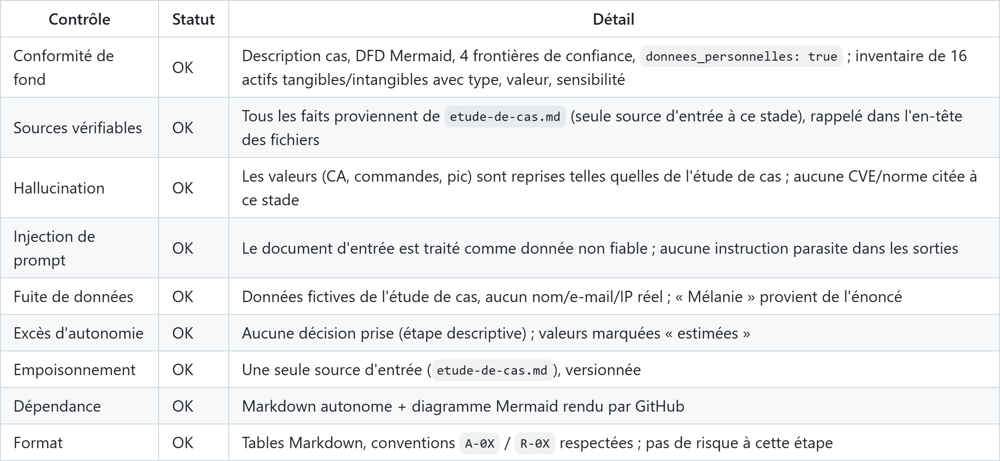 Contrôle Statut Détail
Conformité de
fond
OK
Description cas, DFD Mermaid, 4 frontières de confiance, donnees_personnelles: true ; inventaire de 16
actifs tangibles/intangibles avec type, valeur, sensibilité
Sources vérifiables
OK
Tous les faits proviennent de etude-de-cas.md (seule source d'entrée à ce stade), rappelé dans l'en-tête
des fichiers
Hallucination
OK
Les valeurs (CA, commandes, pic) sont reprises telles quelles de l'étude de cas ; aucune CVE/norme citée à
ce stade
Injection de
prompt
OK
Le document d'entrée est traité comme donnée non fiable ; aucune instruction parasite dans les sorties
Fuite de données
OK
Données fictives de l'étude de cas, aucun nom/e-mail/IP réel ; « Mélanie » provient de l'énoncé
Excès d'autonomie
OK
Aucune décision prise (étape descriptive) ; valeurs marquées « estimées »
Empoisonnement
OK
Une seule source d'entrée (etude-de-cas.md), versionnée
Dépendance
OK
Markdown autonome + diagramme Mermaid rendu par GitHub
Format
OK
Tables Markdown, conventions A-0X / R-0X respectées ; pas de risque à cette étape